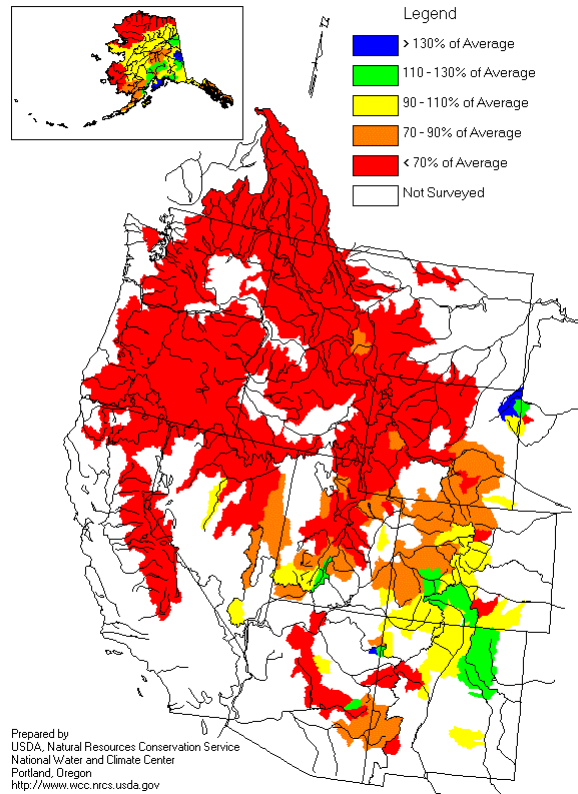 Legend
> 130% of Average
110 - 130% of Average
90 - 110% of Average
70 - 90% of Average
< 70% of Average
Not Surveyed
Prepared by
USDA, Natural Resources Conservation Service
National Water and Climate Center
Portland, Oregon
http://www.wcc.nrcs.usda.gov